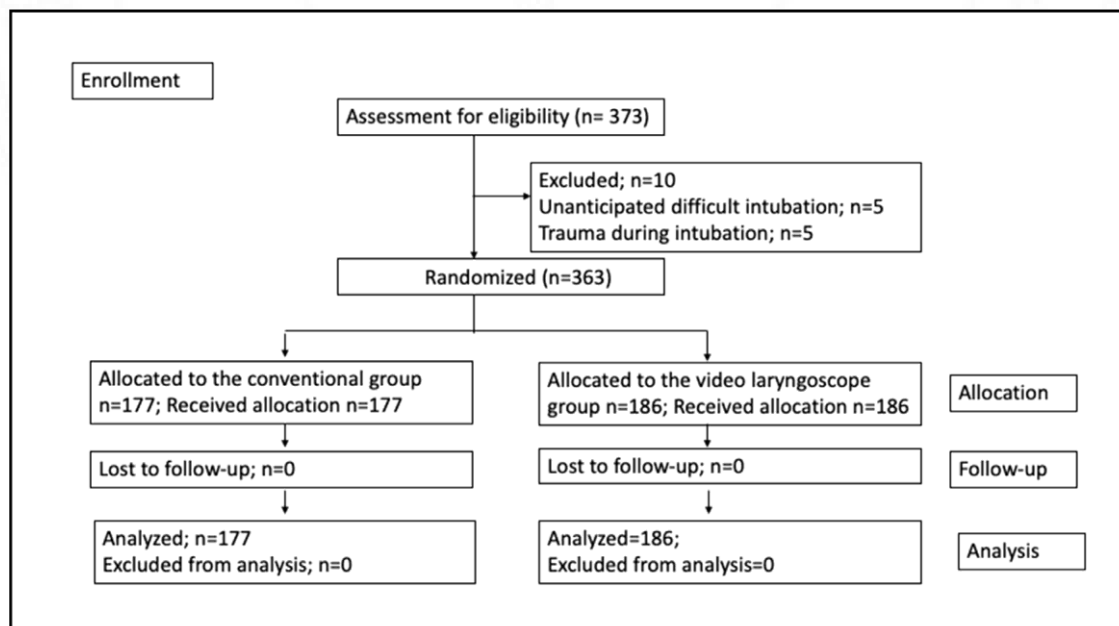 Enrollment
Assessment for eligibility (n= 373)
Excluded; n=10
Unanticipated difficult intubation; n=5
Trauma during intubation; n=5
Randomized (n=363)
Allocated to the conventional group
n=177; Received allocation n=177
Allocated to the video laryngoscope
group n=186; Received allocation n=186
Allocation
Lost to follow-up; n=0
Lost to follow-up; n=0
Follow-up
Analyzed; n=177
Excluded from analysis; n=0
Analyzed=186;
Excluded from analysis=0
Analysis